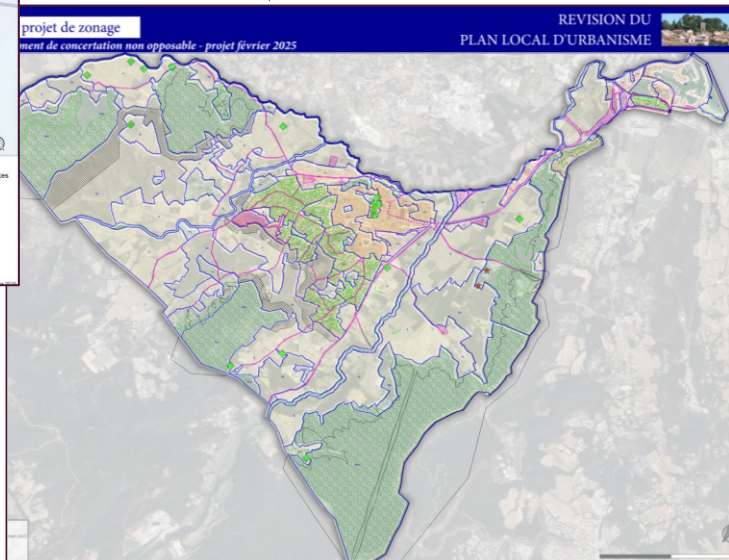 projet de zonage
ment de concertation non opposable - projet février 2025
REVISION DU
PLAN LOCAL D'URBANISME